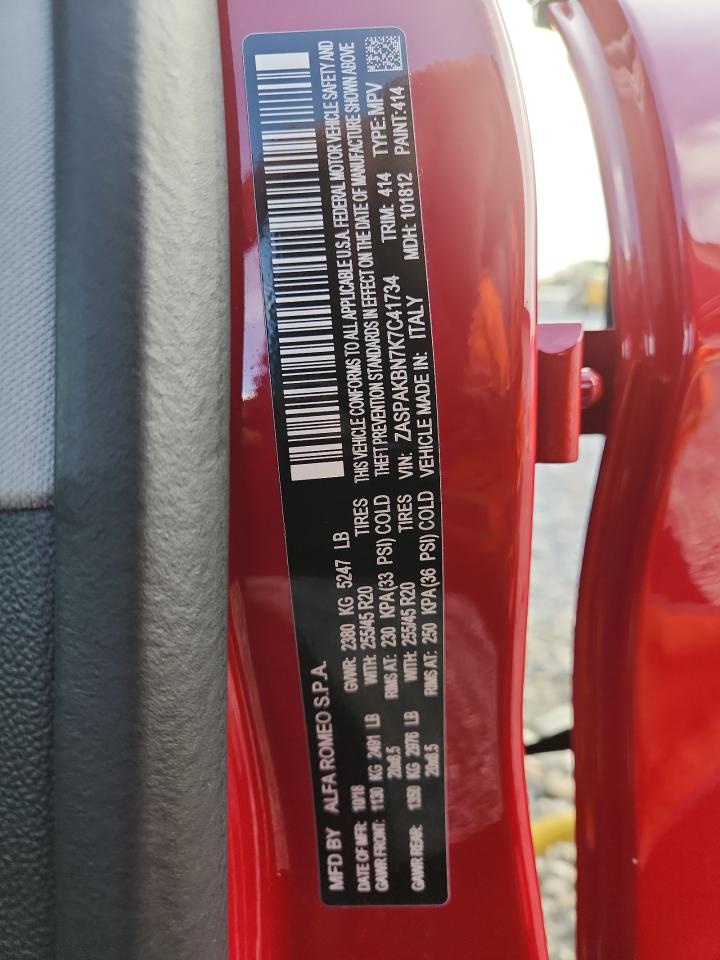 MFD BY ALFA ROMEO S.P.A.
DATE OF MFR: 10/18 GVWR: 2380 KG 5247 LB
GAWR FRONT: 1130 KG 2491 LB WITH: 255/45 R20 TIRES
20x8.5 RIMS AT: 230 KPA (33 PSI) COLD
GAWR REAR: 1350 KG 2976 LB WITH: 255/45 R20 TIRES
20x8.5 RIMS AT: 250 KPA (36 PSI) COLD
THIS VEHICLE CONFORMS TO ALL APPLICABLE U.S.A. FEDERAL MOTOR VEHICLE SAFETY AND
THEFT PREVENTION STANDARDS IN EFFECT ON THE DATE OF MANUFACTURE SHOWN ABOVE
VIN: ZASPAKBN7K7C41734 TRIM: 414 TYPE: MPV
VEHICLE MADE IN: ITALY MDH: 101812 PAINT: 414